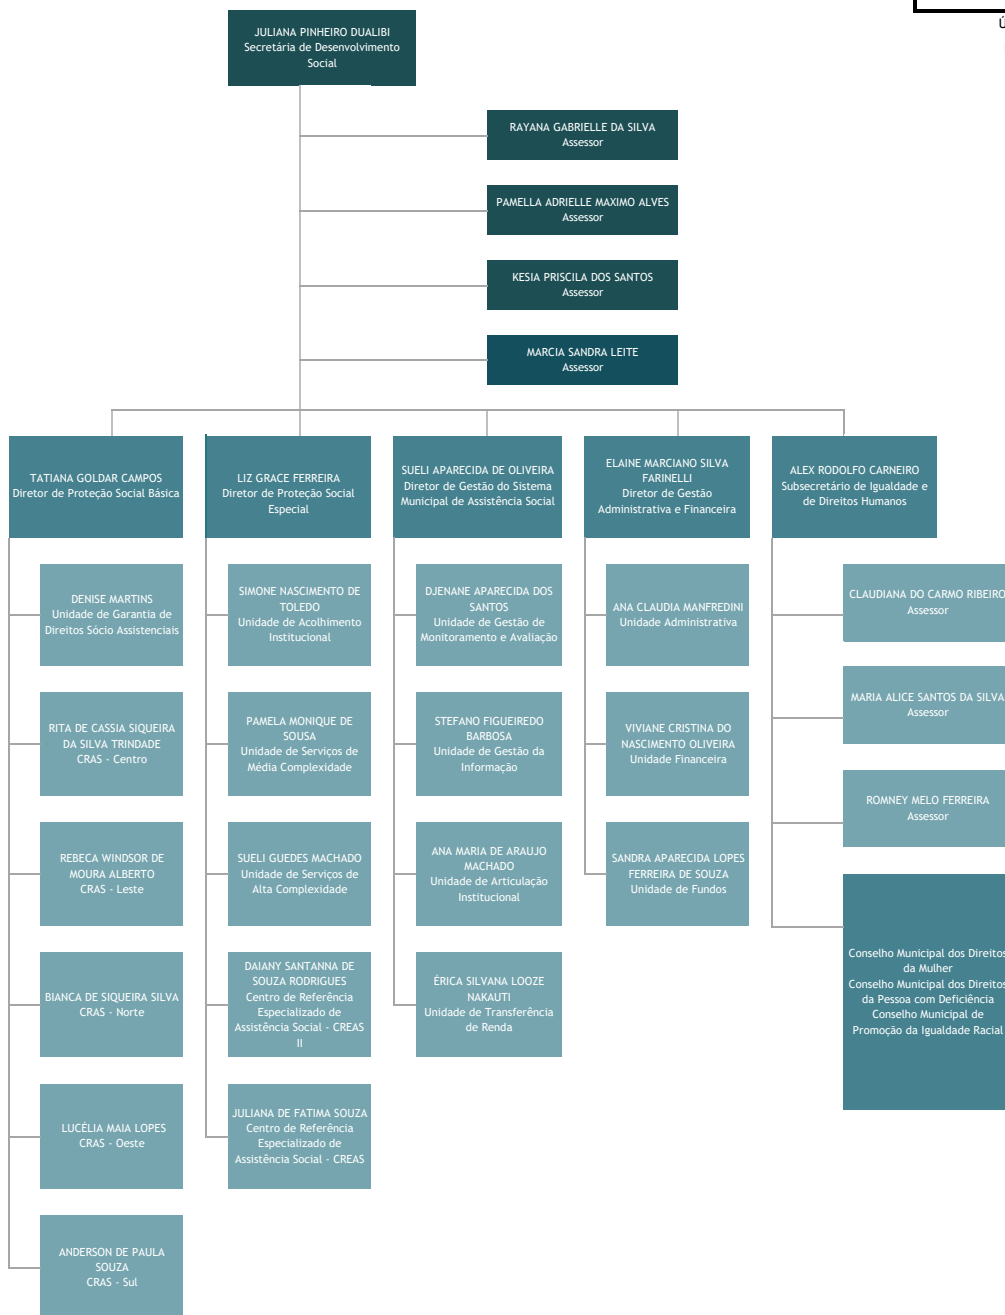 Ú
JULIANA PINHEIRO DUALIBI
Secretária de Desenvolvimento
Social
RAYANA GABRIELLE DA SILVA
Assessor
PAMELLA ADRIELLE MAXIMO ALVES
Assessor
KESIA PRISCILA DOS SANTOS
Assessor
MARCIA SANDRA LEITE
Assessor
TATIANA GOLDAR CAMPOS
Diretor de Proteção Social Básica
LIZ GRACE FERREIRA
Diretor de Proteção Social
Especial
SUELI APARECIDA DE OLIVEIRA
Diretor de Gestão do Sistema
Municipal de Assistência Social
ELAINE MARCIANO SILVA
FARINELLI
Diretor de Gestão
Administrativa e Financeira
ALEX RODOLFO CARNEIRO
Subsecretário de Igualdade e
de Direitos Humanos
DENISE MARTINS
Unidade de Garantia de
Direitos Sócio Assistenciais
RITA DE CASSIA SIQUEIRA
DA SILVA TRINDADE
CRAS - Centro
REBECA WINDSOR DE
MOURA ALBERTO
CRAS - Leste
BIANCA DE SIQUEIRA SILVA
CRAS - Norte
LUCÉLIA MAIA LOPES
CRAS - Oeste
ANDERSON DE PAULA
SOUZA
CRAS - Sul
SIMONE NASCIMENTO DE
TOLEDO
Unidade de Acolhimento
Institucional
PAMELA MONIQUE DE
SOUSA
Unidade de Serviços de
Média Complexidade
SUELI GUEDES MACHADO
Unidade de Serviços de
Alta Complexidade
DAIANY SANTANNA DE
SOUZA RODRIGUES
Centro de Referência
Especializado de
Assistência Social - CREAS
II
JULIANA DE FATIMA SOUZA
Centro de Referência
Especializado de
Assistência Social - CREAS
DJENANE APARECIDA DOS
SANTOS
Unidade de Gestão de
Monitoramento e Avaliação
STEFANO FIGUEIREDO
BARBOSA
Unidade de Gestão da
Informação
ANA MARIA DE ARAUJO
MACHADO
Unidade de Articulação
Institucional
ÉRICA SILVANA LOOZE
NAKAUTI
Unidade de Transferência
de Renda
ANA CLAUDIA MANFREDINI
Unidade Administrativa
VIVIANE CRISTINA DO
NASCIMENTO OLIVEIRA
Unidade Financeira
SANDRA APARECIDA LOPES
FERREIRA DE SOUZA
Unidade de Fundos
CLAUDIANA DO CARMO RIBEIRO
Assessor
MARIA ALICE SANTOS DA SILVA
Assessor
ROMNEY MELO FERREIRA
Assessor
Conselho Municipal dos Direitos
da Mulher
Conselho Municipal dos Direitos
da Pessoa com Deficiência
Conselho Municipal de
Promoção da Igualdade Racial